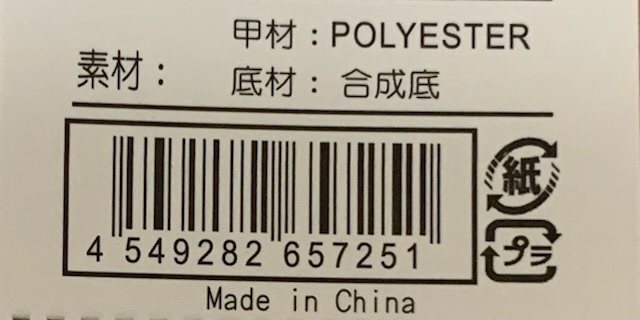 甲材：POLYESTER
素材：
底材：合成底
4 549282 657251
紙
プラ
Made in China